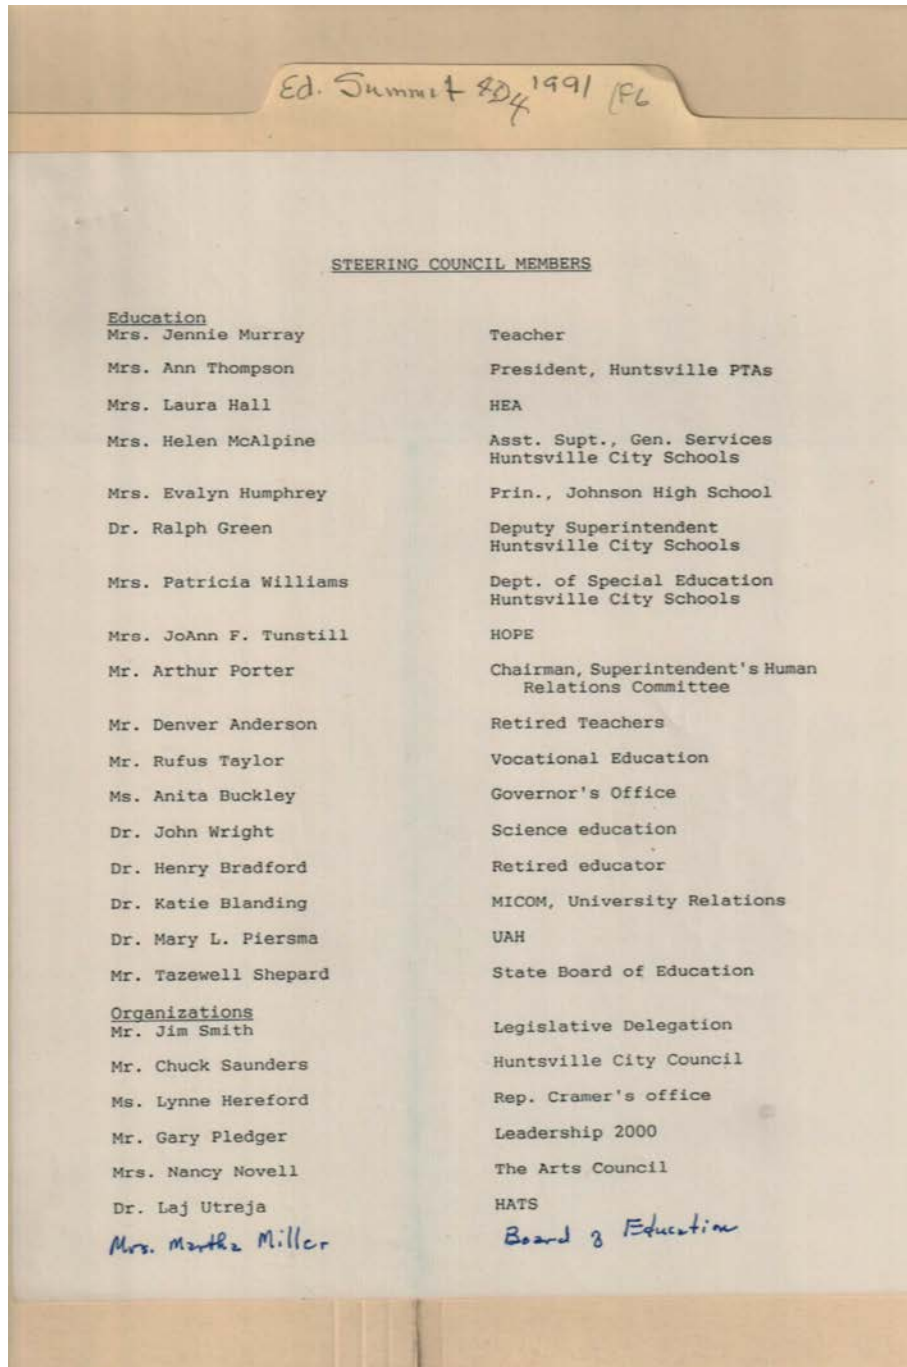 Ed. Summit 1991 (F6
STEERING COUNCIL MEMBERS
Education
Mrs. Jennie Murray Teacher
Mrs. Ann Thompson President, Huntsville PTAs
Mrs. Laura Hall HEA
Mrs. Helen McAlpine Asst. Supt., Gen. Services
Huntsville City Schools
Mrs. Evalyn Humphrey Prin., Johnson High School
Dr. Ralph Green Deputy Superintendent
Huntsville City Schools
Mrs. Patricia Williams Dept. of Special Education
Huntsville City Schools
Mrs. JoAnn F. Tunstill HOPE
Mr. Arthur Porter Chairman, Superintendent's Human
Relations Committee
Mr. Denver Anderson Retired Teachers
Mr. Rufus Taylor Vocational Education
Ms. Anita Buckley Governor's Office
Dr. John Wright Science education
Dr. Henry Bradford Retired educator
Dr. Katie Blanding MICOM, University Relations
Dr. Mary L. Piersma UAH
Mr. Tazewell Shepard State Board of Education
Organizations
Mr. Jim Smith Legislative Delegation
Mr. Chuck Saunders Huntsville City Council
Ms. Lynne Hereford Rep. Cramer's office
Mr. Gary Pledger Leadership 2000
Mrs. Nancy Novell The Arts Council
Dr. Laj Utreja HATS
Mrs. Martha Miller Board of Education